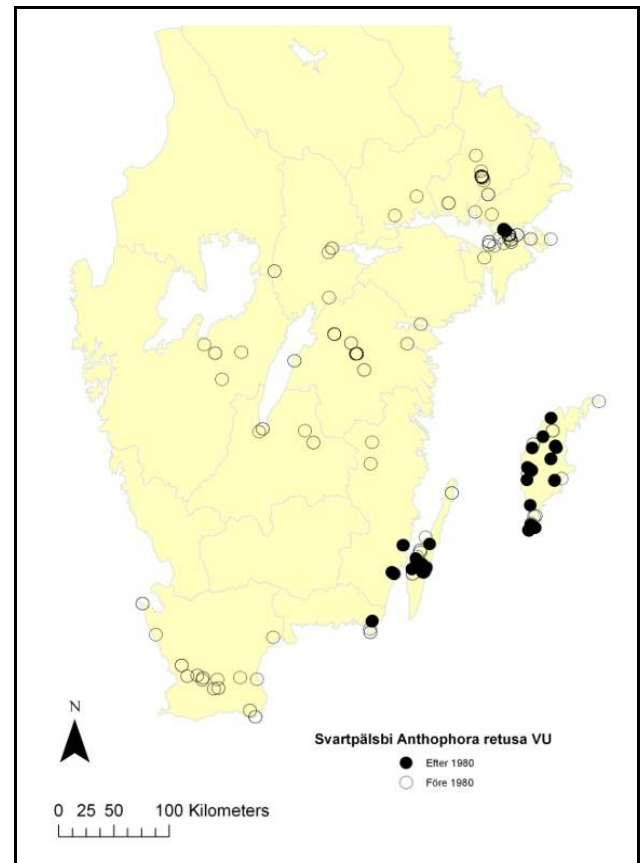 N
Svartpälsbi Anthophora retusa VU
Efter 1980
Före 1980
0 25 50 100 Kilometers